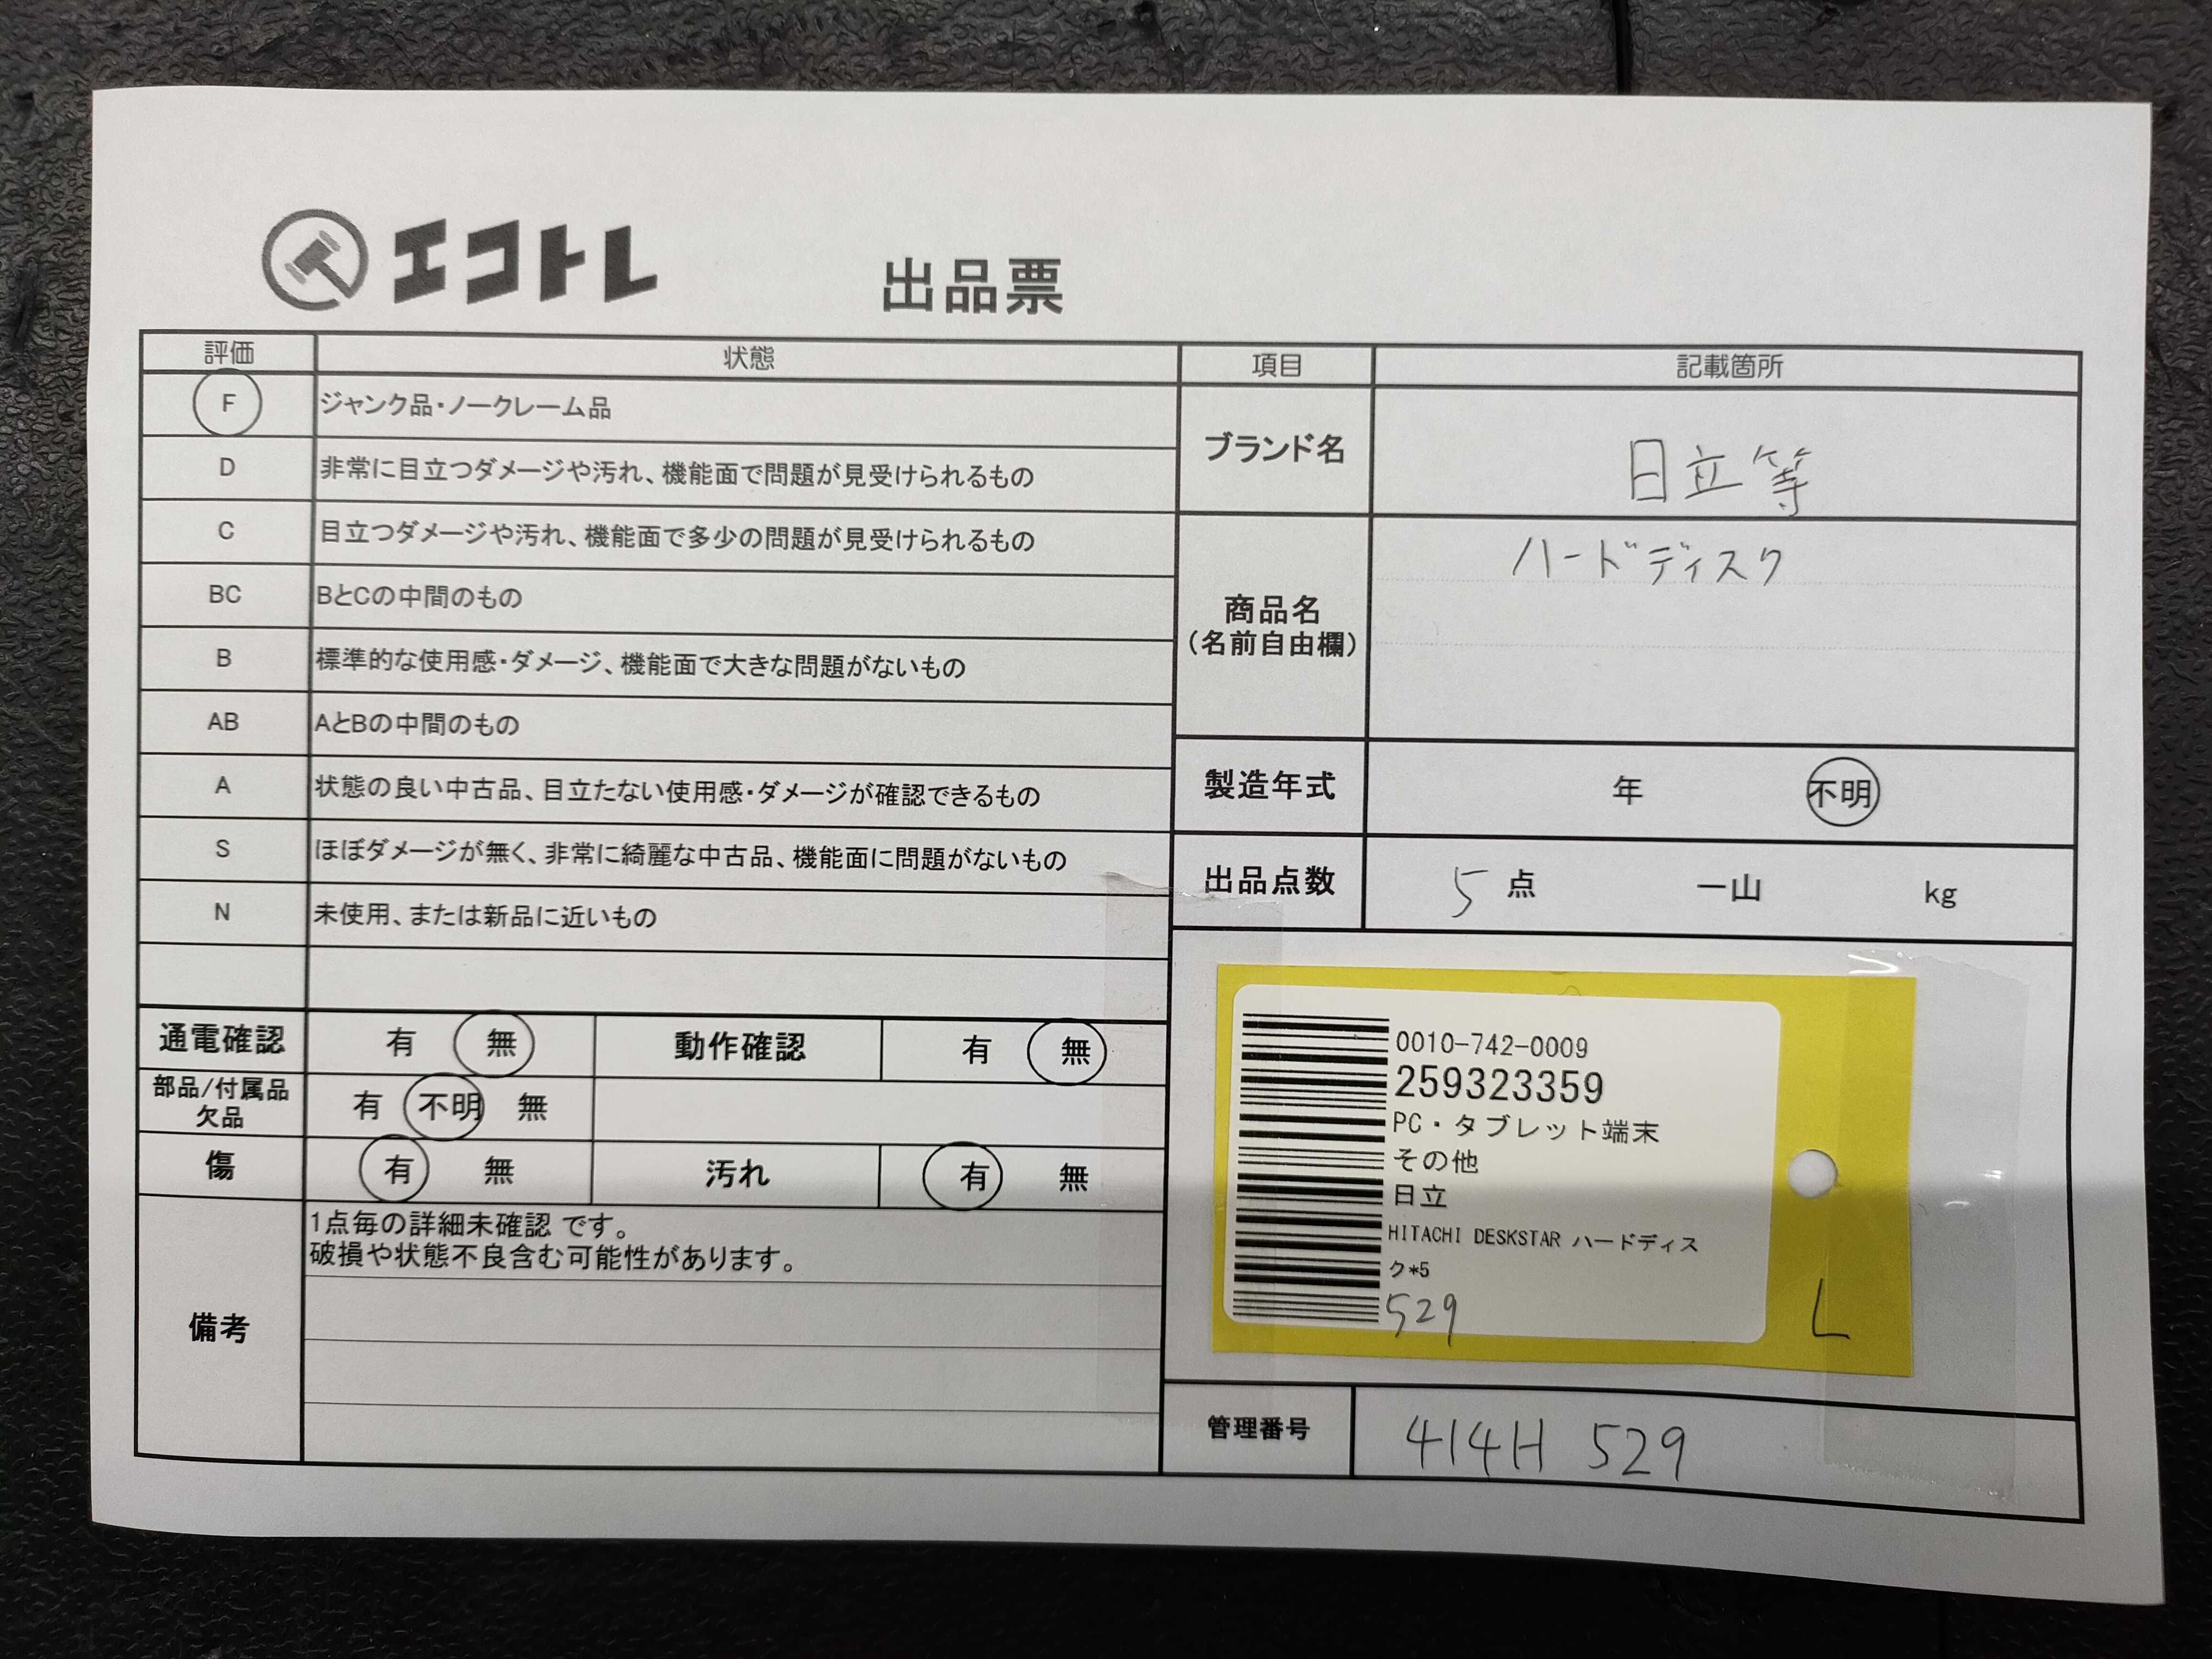 エコトレ
出品票
評価 状態
F ジャンク品・ノークレーム品
D 非常に目立つダメージや汚れ、機能面で問題が見受けられるもの
C 目立つダメージや汚れ、機能面で多少の問題が見受けられるもの
BC BとCの中間のもの
B 標準的な使用感・ダメージ、機能面で大きな問題がないもの
AB AとBの中間のもの
A 状態の良い中古品、目立たない使用感・ダメージが確認できるもの
S ほぼダメージが無く、非常に綺麗な中古品、機能面に問題がないもの
N 未使用、または新品に近いもの
通電確認 有 無 動作確認 有 無
部品/付属品
欠品
有 不明 無
傷 有 無 汚れ 有 無
備考
1点毎の詳細未確認 です。
破損や状態不良含む可能性があります。
項目 記載箇所
ブランド名 日立等
商品名
(名前自由欄)
ハードディスク
製造年式 年 不明
出品点数 5 点 一山 kg
0010-742-0009
259323359
PC・タブレット端末
その他
日立
HITACHI DESKSTAR ハードディス
ク*5
529
L
管理番号 414H 529